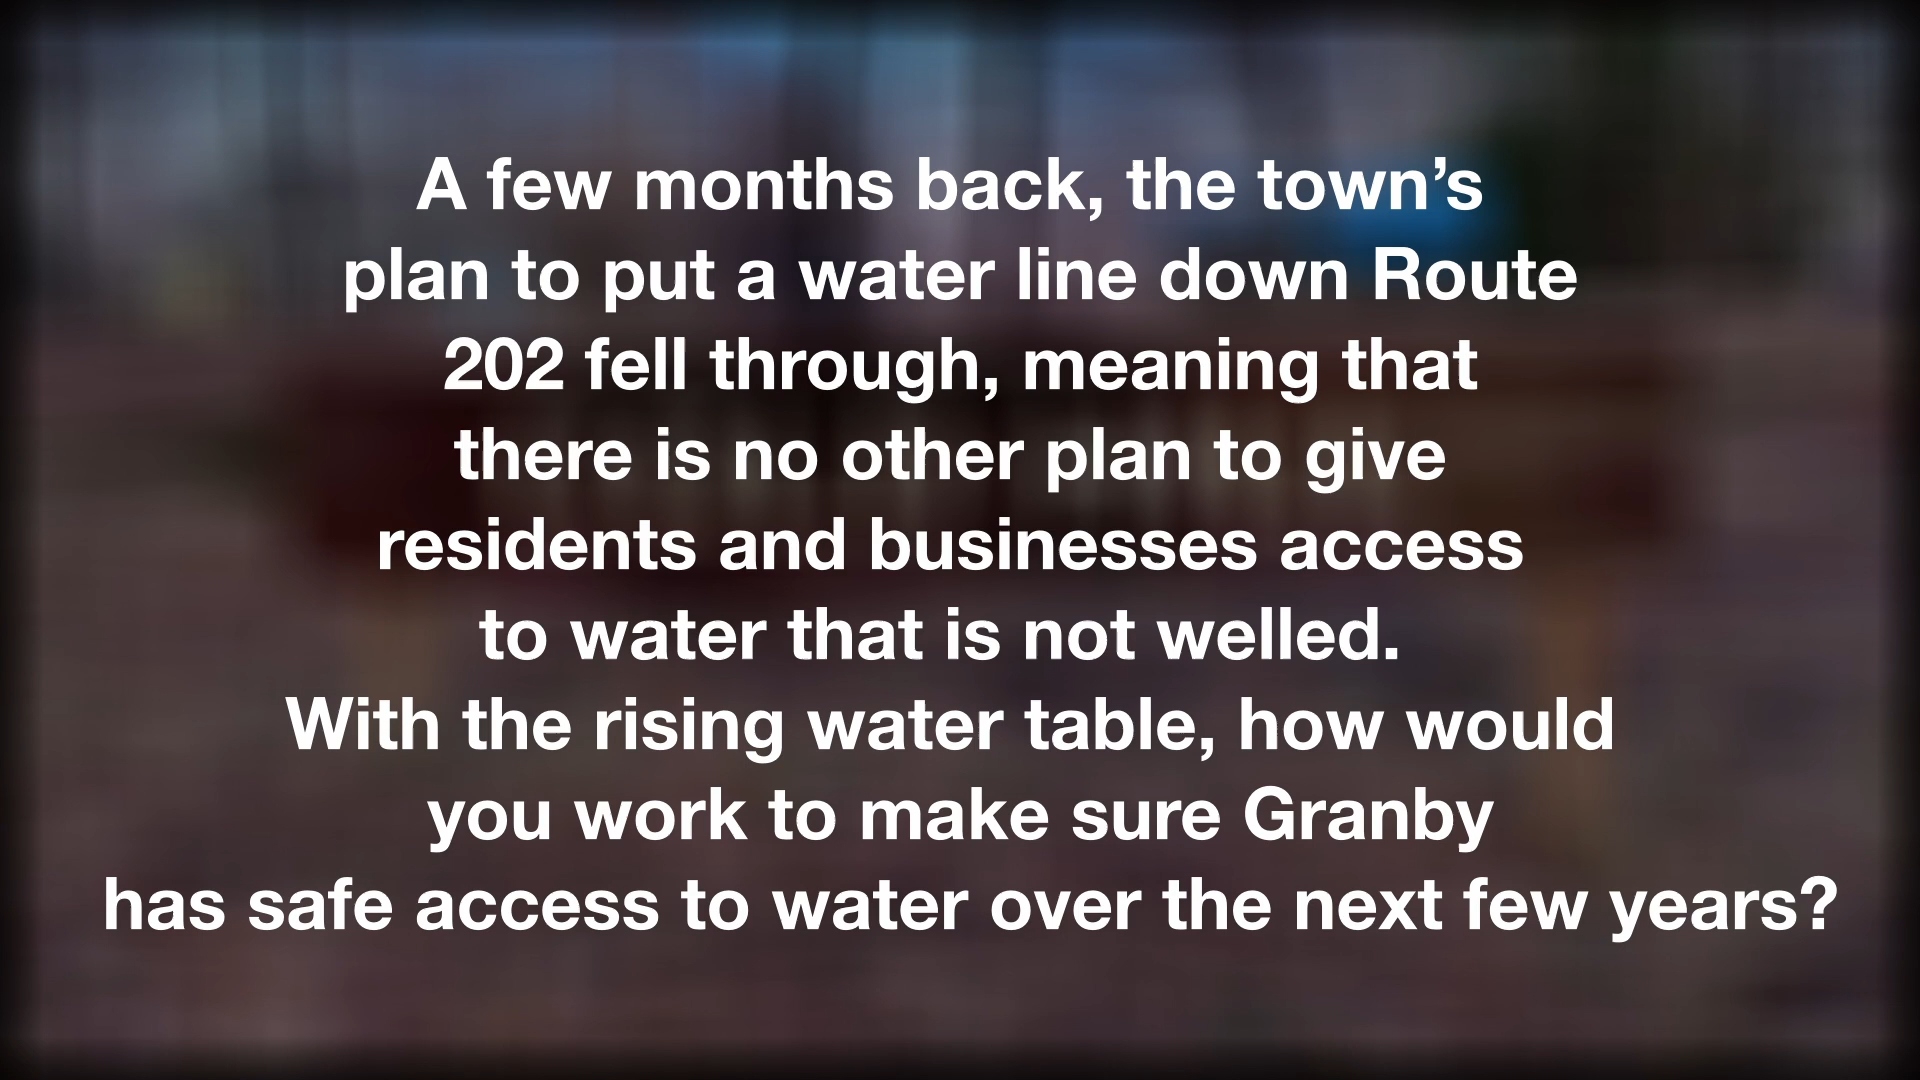 A few months back, the town’s
plan to put a water line down Route
202 fell through, meaning that
there is no other plan to give
residents and businesses access
to water that is not welled.
With the rising water table, how would
you work to make sure Granby
has safe access to water over the next few years?